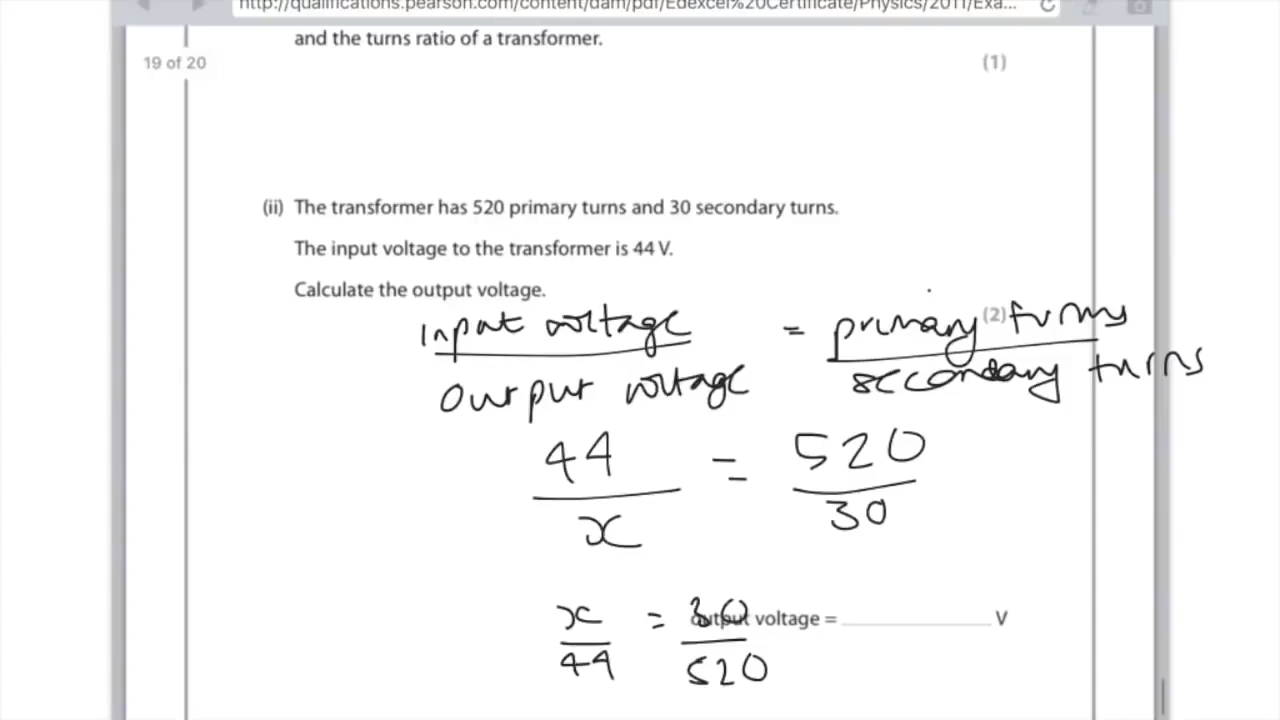 http://qualifications.pearson.com/content/dam/pdf/Edexcel%20Certificate/Physics/2011/Exa...
and the turns ratio of a transformer.
19 of 20
(1)
(ii) The transformer has 520 primary turns and 30 secondary turns.
The input voltage to the transformer is 44 V.
Calculate the output voltage.
(2)
Input voltage = primary turns
output voltage secondary turns
44 = 520
x 30
x = 30
output voltage = V
44 520